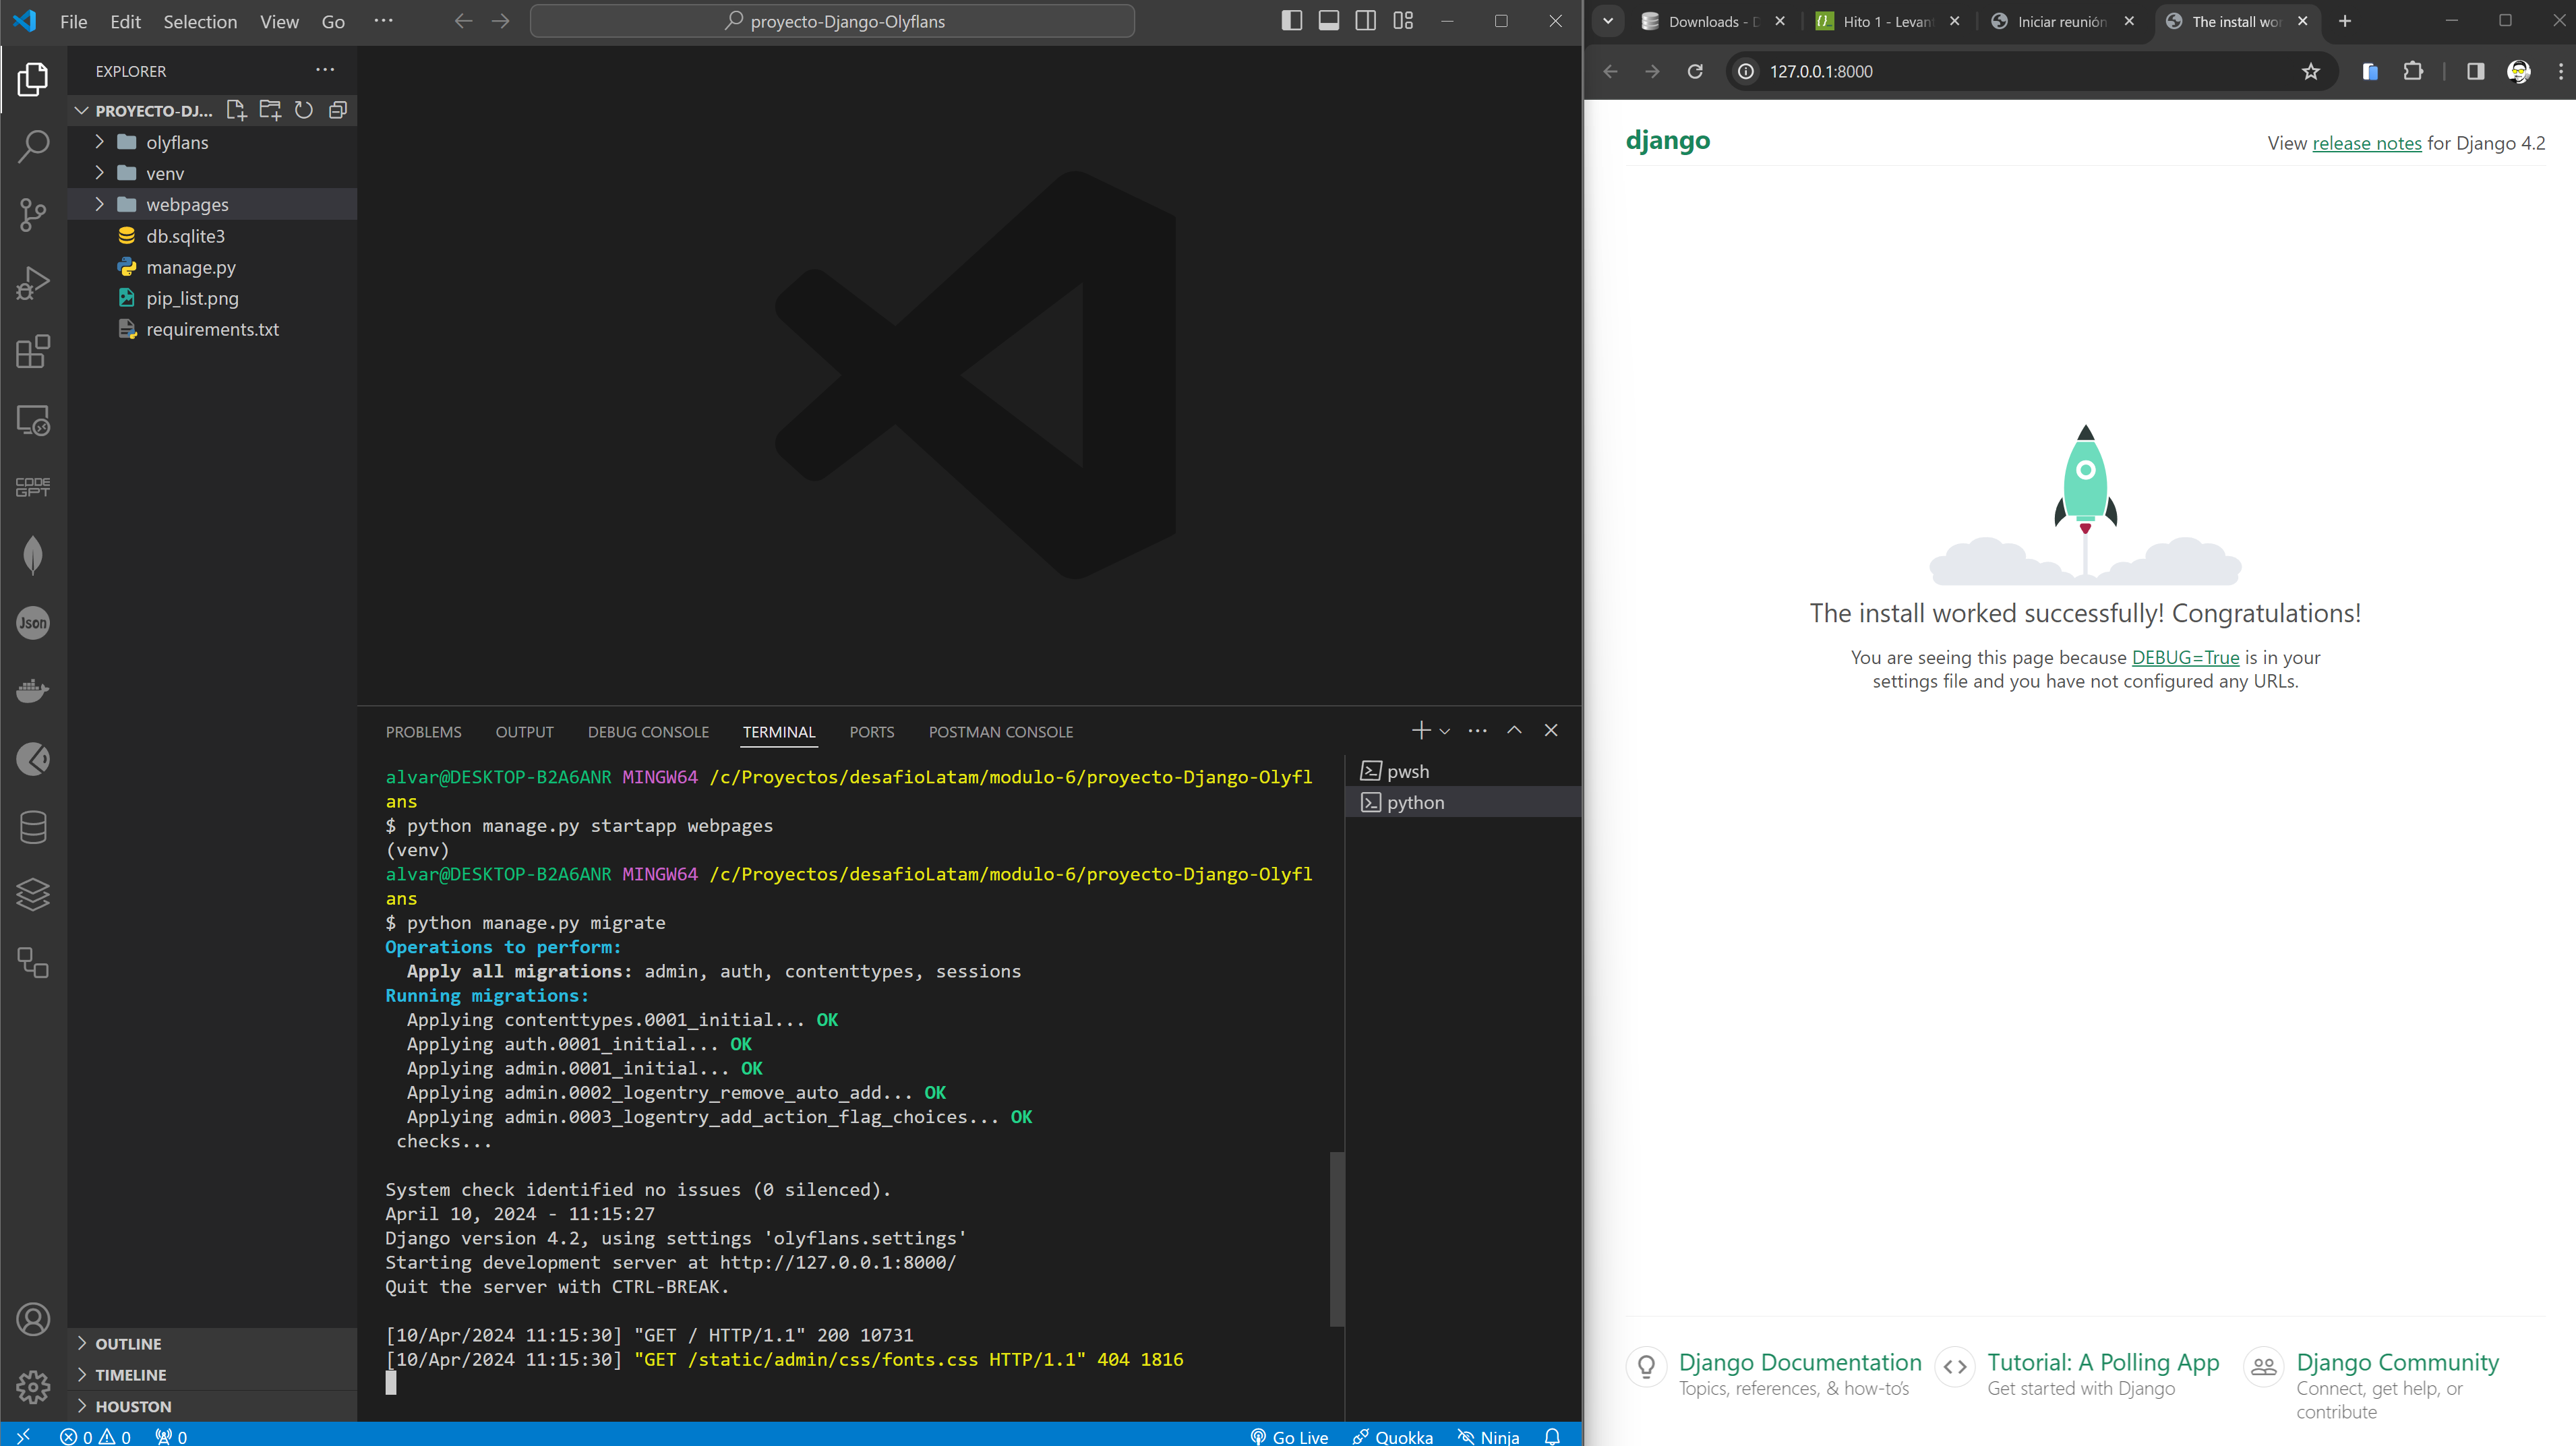 File Edit Selection View Go ···
proyecto-Django-Olyflans
EXPLORER
PROYECTO-DJ...
olyflans
venv
webpages
db.sqlite3
manage.py
pip_list.png
requirements.txt
OUTLINE
TIMELINE
HOUSTON
CODE
GPT
Json
PROBLEMS OUTPUT DEBUG CONSOLE TERMINAL PORTS POSTMAN CONSOLE
alvar@DESKTOP-B2A6ANR MINGW64 /c/Proyectos/desafioLatam/modulo-6/proyecto-Django-Olyfl
ans
$ python manage.py startapp webpages
(venv)
alvar@DESKTOP-B2A6ANR MINGW64 /c/Proyectos/desafioLatam/modulo-6/proyecto-Django-Olyfl
ans
$ python manage.py migrate
Operations to perform:
Apply all migrations: admin, auth, contenttypes, sessions
Running migrations:
Applying contenttypes.0001_initial... OK
Applying auth.0001_initial... OK
Applying admin.0001_initial... OK
Applying admin.0002_logentry_remove_auto_add... OK
Applying admin.0003_logentry_add_action_flag_choices... OK
checks...
System check identified no issues (0 silenced).
April 10, 2024 - 11:15:27
Django version 4.2, using settings 'olyflans.settings'
Starting development server at http://127.0.0.1:8000/
Quit the server with CTRL-BREAK.
[10/Apr/2024 11:15:30] "GET / HTTP/1.1" 200 10731
[10/Apr/2024 11:15:30] "GET /static/admin/css/fonts.css HTTP/1.1" 404 1816
pwsh
python
0 0 0
Go Live Quokka Ninja
Downloads - Hito 1 - Levan Iniciar reunión The install wor
127.0.0.1:8000
django
View release notes for Django 4.2
The install worked successfully! Congratulations!
You are seeing this page because DEBUG=True is in your
settings file and you have not configured any URLs.
Django Documentation
Topics, references, & how-to's
Tutorial: A Polling App
Get started with Django
Django Community
Connect, get help, or
contribute